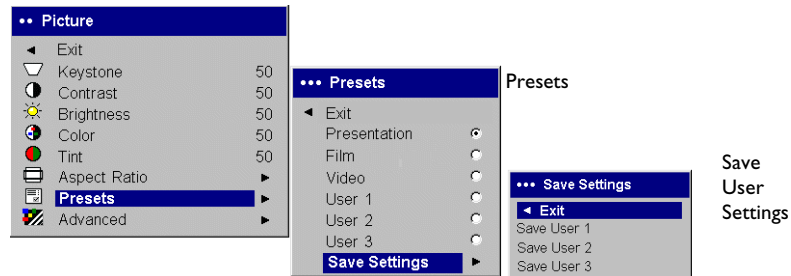 •• Picture
◄ Exit
Keystone 50
Contrast 50
Brightness 50
Color 50
Tint 50
Aspect Ratio ►
Presets ►
Advanced ►
••• Presets
◄ Exit
Presentation
Film
Video
User 1
User 2
User 3
Save Settings ►
Presets
••• Save Settings
◄ Exit
Save User 1
Save User 2
Save User 3
Save
User
Settings